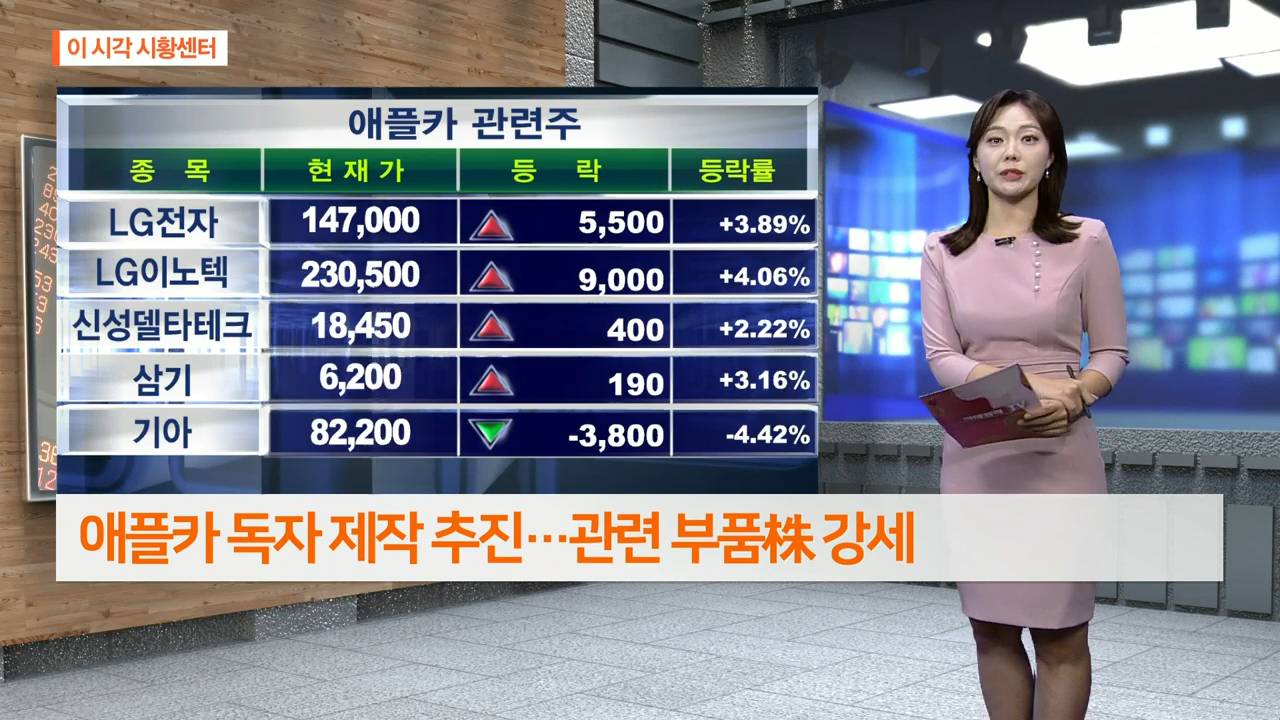 이 시각 시황센터
애플카 관련주
종 목 현 재 가 등 락 등락률
LG전자 147,000 ▲ 5,500 +3.89%
LG이노텍 230,500 ▲ 9,000 +4.06%
신성델타테크 18,450 ▲ 400 +2.22%
삼기 6,200 ▲ 190 +3.16%
기아 82,200 ▼ -3,800 -4.42%
애플카 독자 제작 추진…관련 부품株 강세